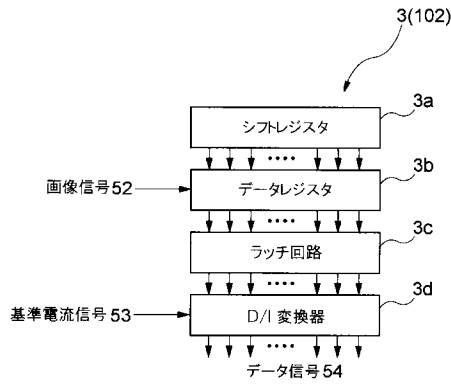 3(102)
3a
シフトレジスタ
3b
画像信号52
データレジスタ
3c
ラッチ回路
3d
基準電流信号 53
D/I 変換器
データ信号54